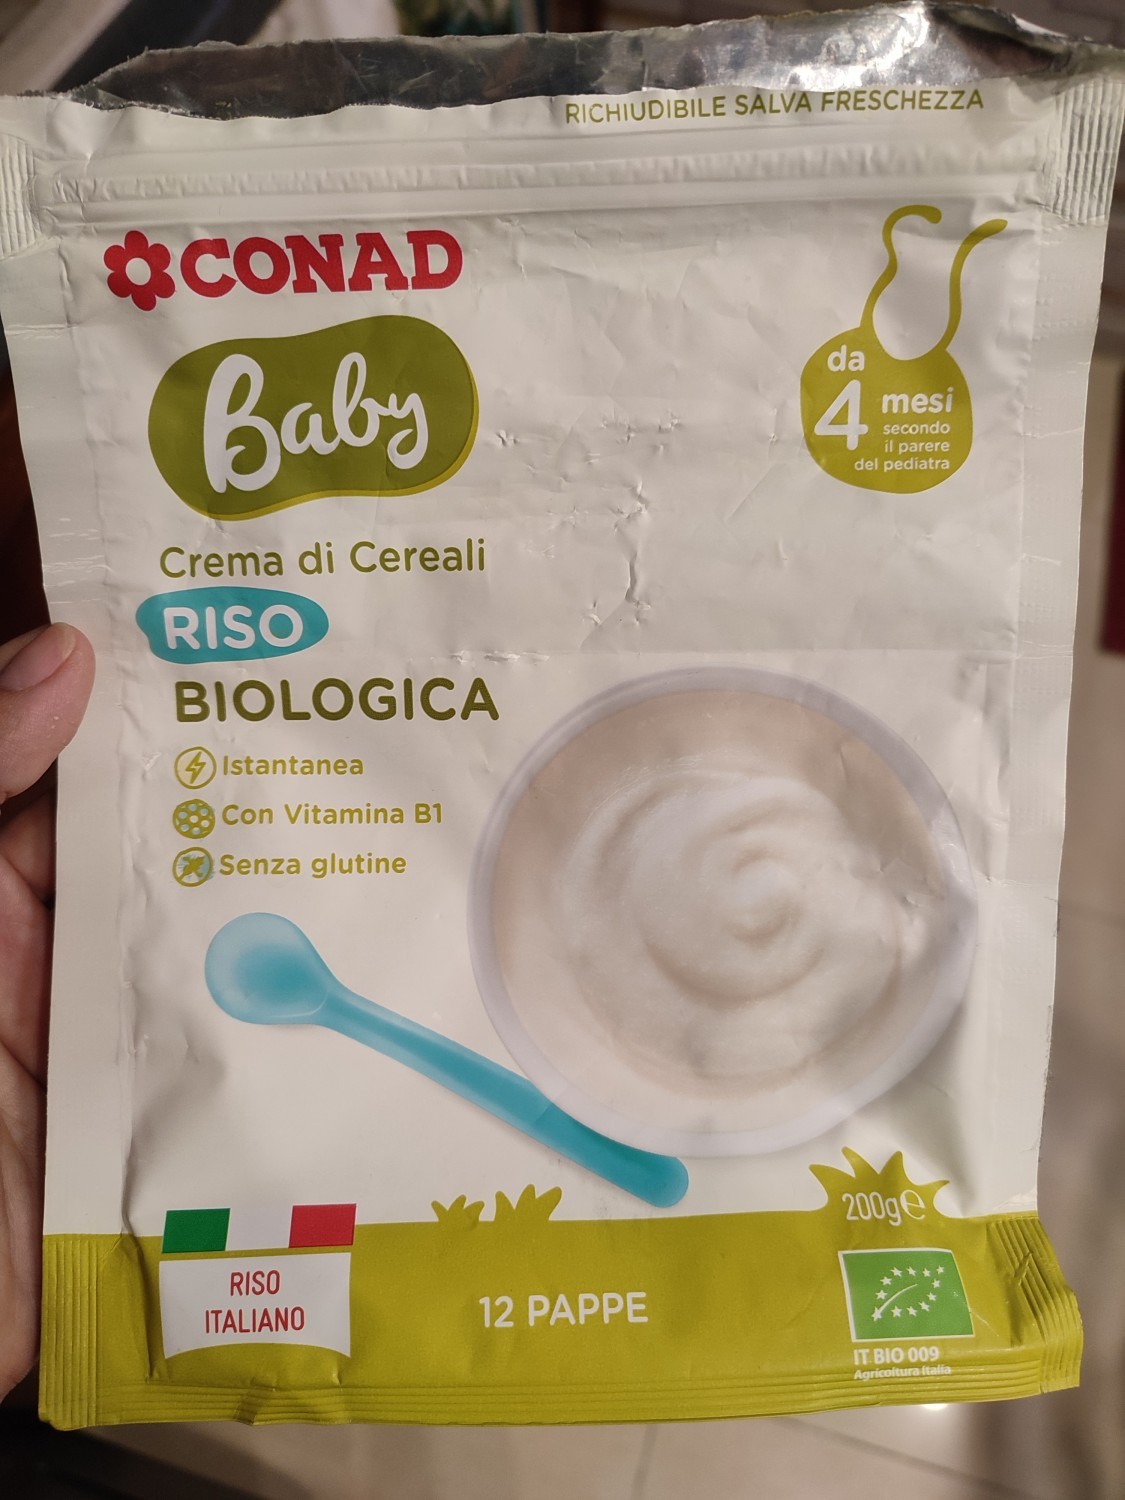 RICHIUDIBILE SALVA FRESCHEZZA
CONAD
Baby
da
4 mesi
secondo
il parere
del pediatra
Crema di Cereali
RISO
BIOLOGICA
Istantanea
Con Vitamina B1
Senza glutine
200g e
RISO
ITALIANO
12 PAPPE
IT BIO 009
Agricoltura Italia